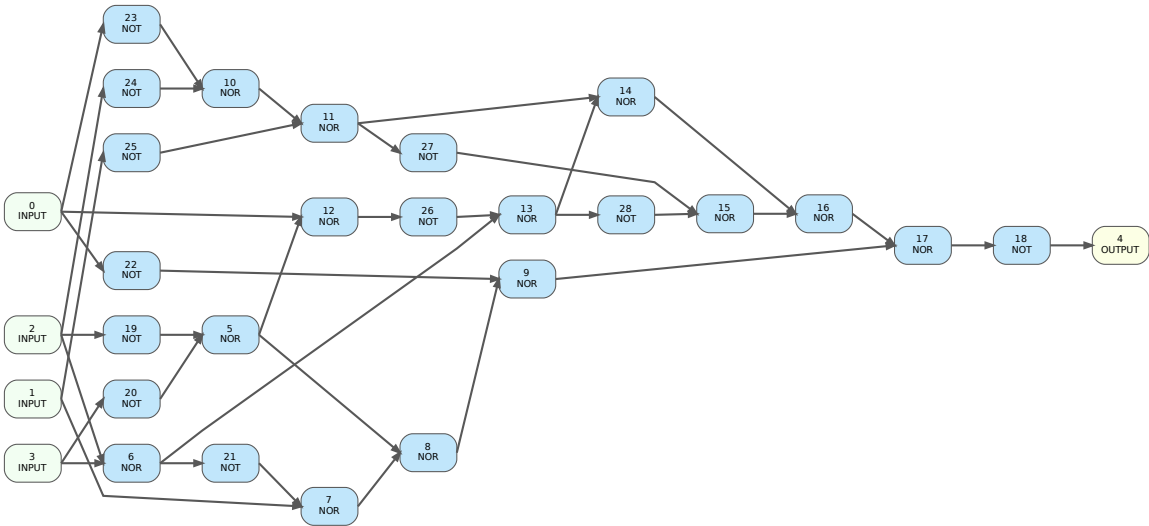 23
NOT
24
NOT
10
NOR
14
NOR
11
NOR
25
NOT
27
NOT
0
INPUT
12
NOR
26
NOT
13
NOR
28
NOT
15
NOR
16
NOR
17
NOR
18
NOT
4
OUTPUT
22
NOT
9
NOR
2
INPUT
19
NOT
5
NOR
1
INPUT
20
NOT
3
INPUT
6
NOR
21
NOT
8
NOR
7
NOR